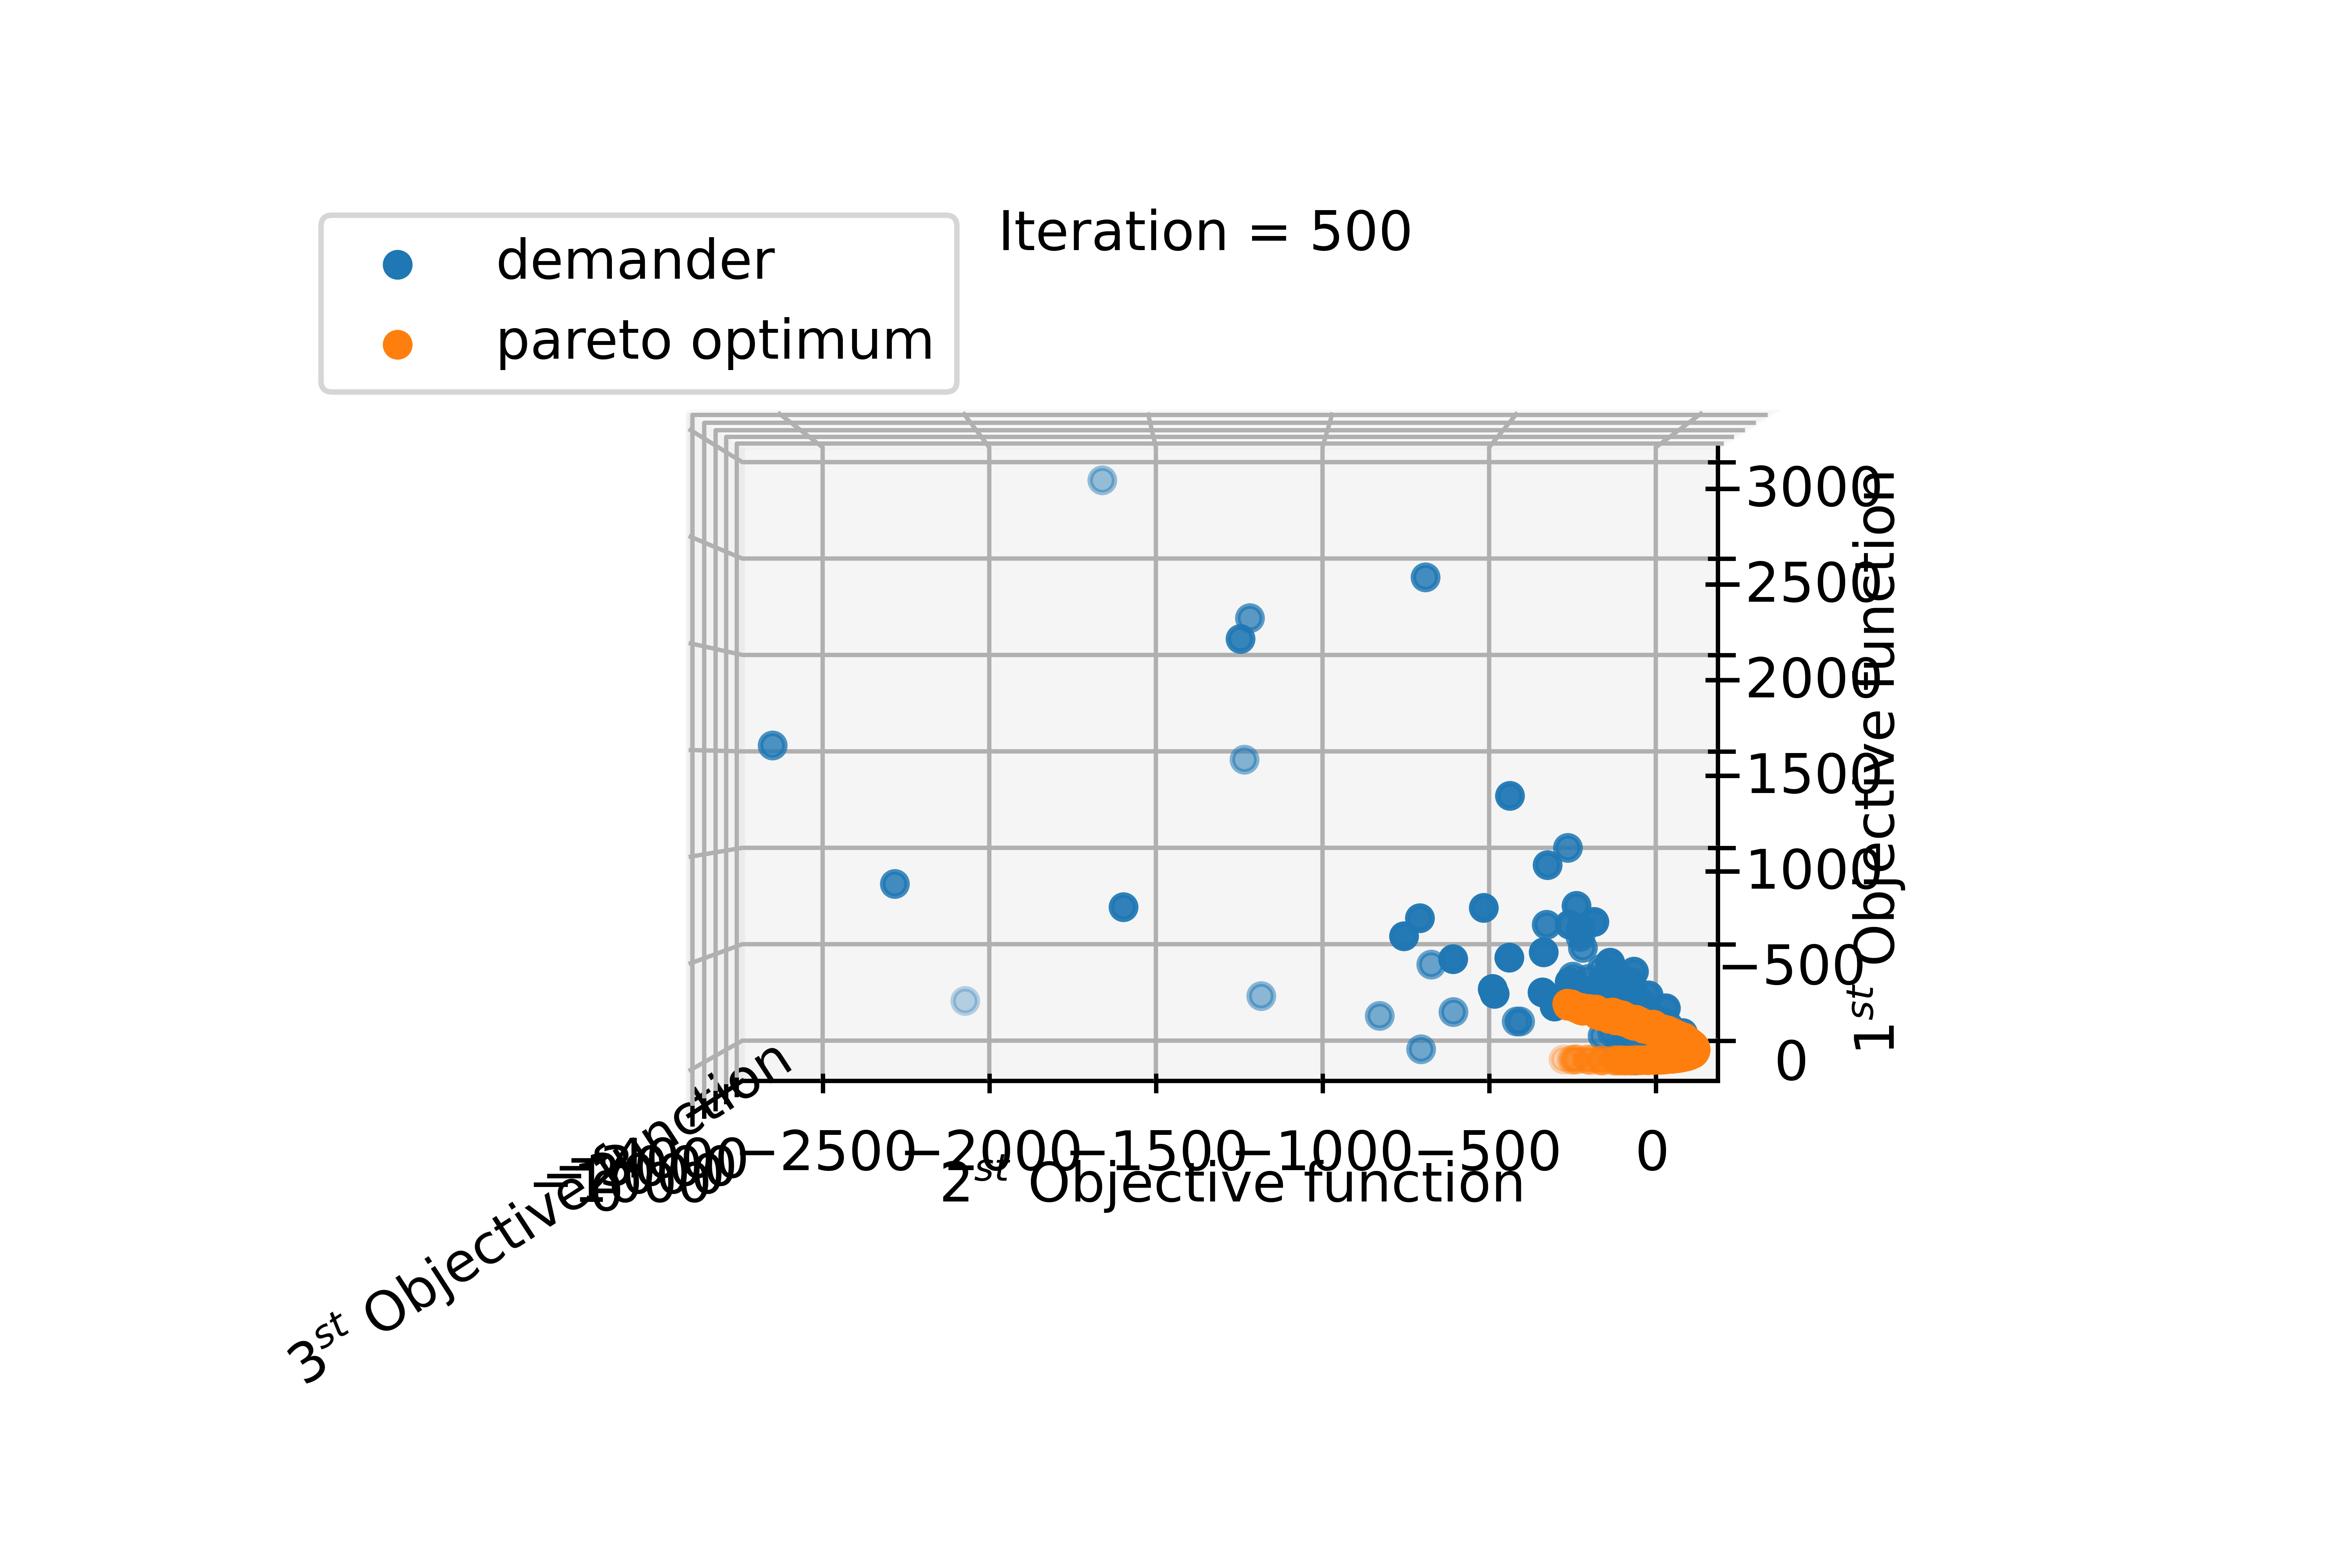 demander
Iteration = 500
pareto optimum
−3000
−2500
−2000
−1500
−1000
−500
0
1st Objective function
−2500
−2000
−1500
−1000
−500
0
2st Objective function
3st Objective function